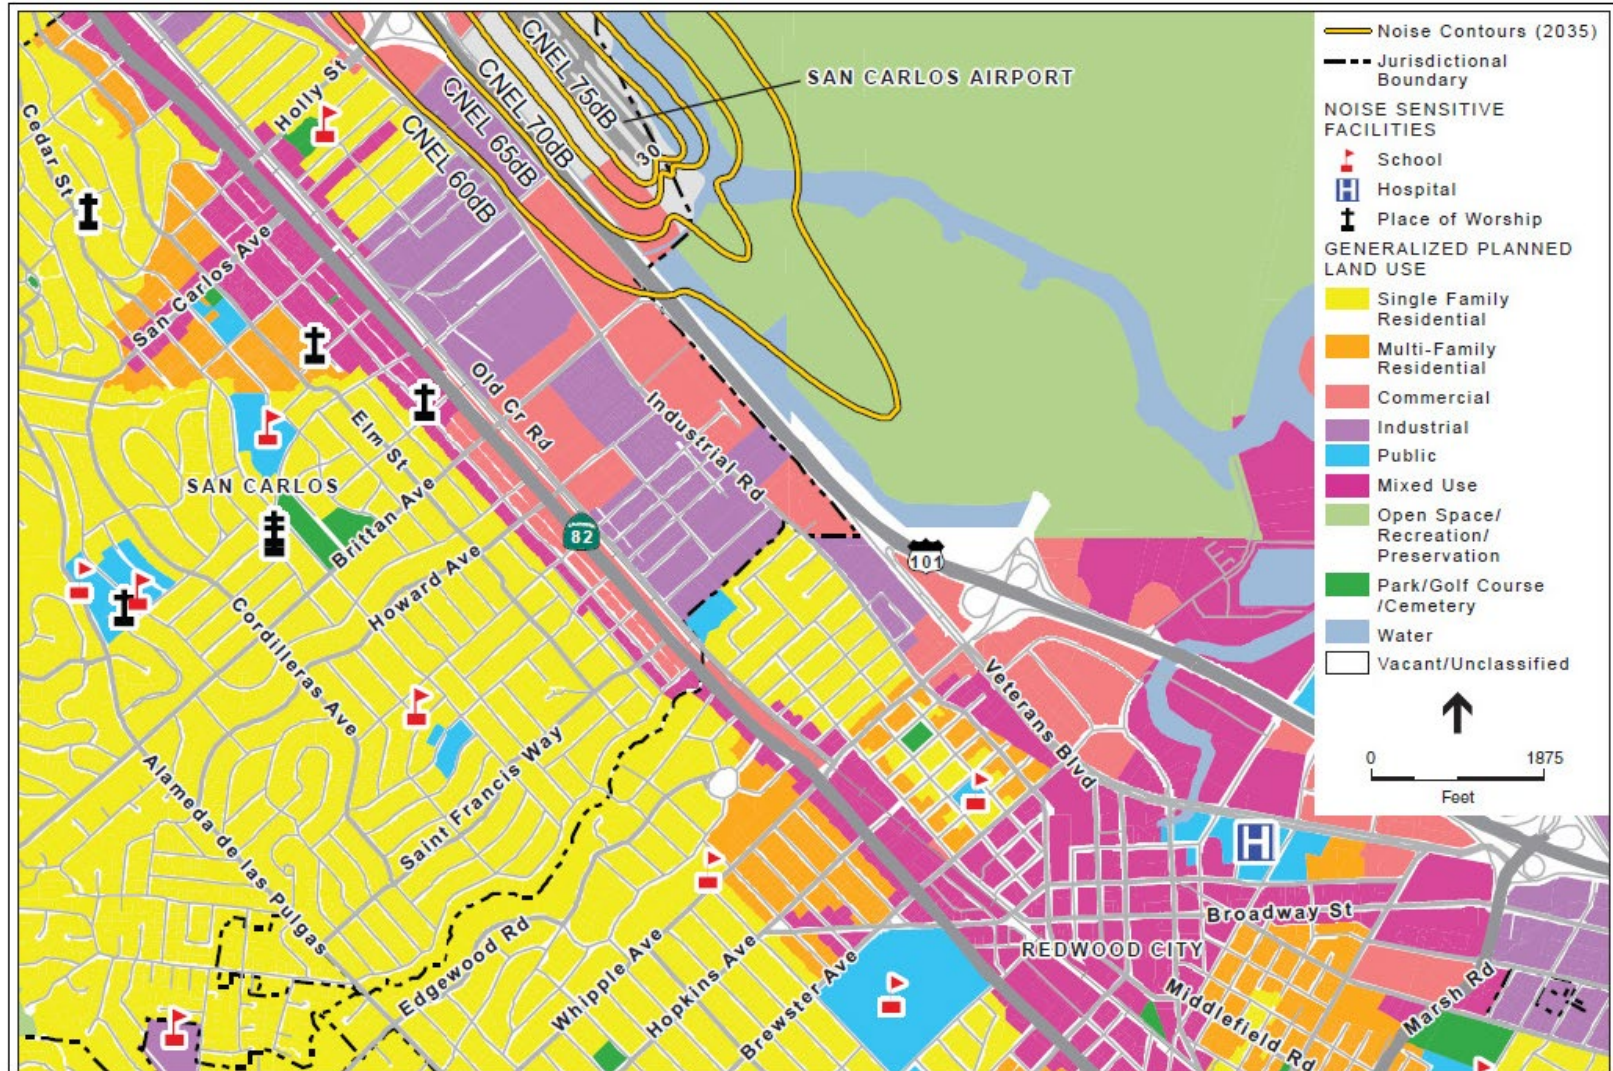 Cedar St
Holly St
San Carlos Ave
CNEL 60dB
CNEL 65dB
CNEL 70dB
CNEL 75dB
30
SAN CARLOS AIRPORT
Old Cr Rd
Industrial Rd
Elm St
SAN CARLOS
Brittan Ave
Howard Ave
CALIFORNIA
82
101
Cordilleras Ave
Alameda de las Pulgas
Saint Francis Way
Veterans Blvd
Edgewood Rd
Whipple Ave
Hopkins Ave
Brewster Ave
H
Broadway St
REDWOOD CITY
Middlefield Rd
Marsh Rd
Noise Contours (2035)
Jurisdictional
Boundary
NOISE SENSITIVE
FACILITIES
School
H
Hospital
Place of Worship
GENERALIZED PLANNED
LAND USE
Single Family
Residential
Multi-Family
Residential
Commercial
Industrial
Public
Mixed Use
Open Space/
Recreation/
Preservation
Park/Golf Course
/Cemetery
Water
Vacant/Unclassified
0
1875
Feet